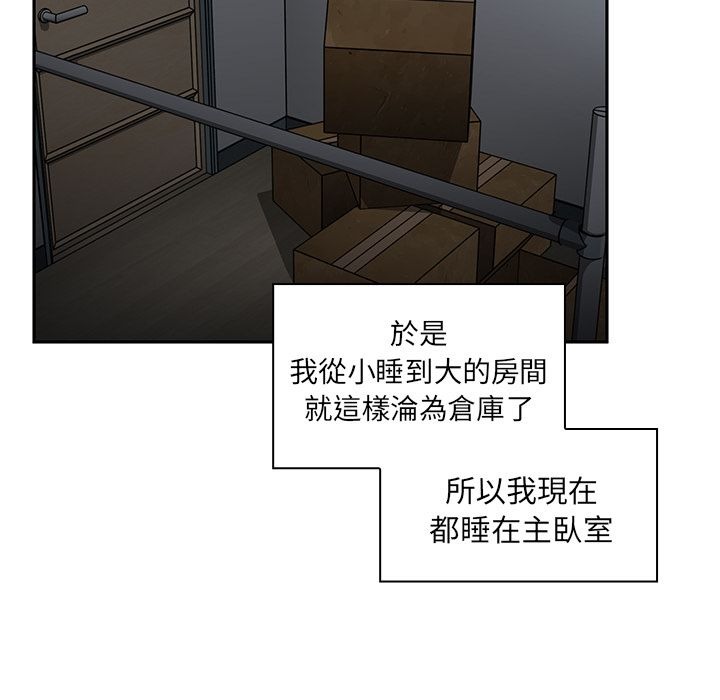 於是
我從小睡到大的房間
就這樣淪為倉庫了
所以我現在
都睡在主臥室